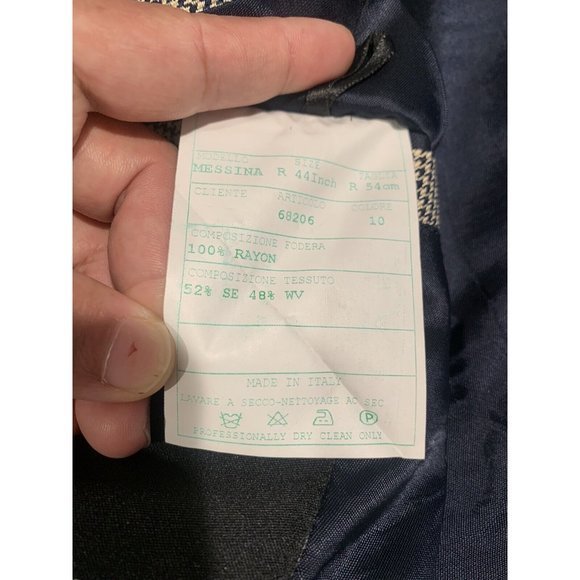 MODELLO SIZE TAGLIA
MESSINA R 44Inch R 54cm
CLIENTE ARTICOLO COLORE
68206 10
COMPOSIZIONE FODERA
100% RAYON
COMPOSIZIONE TESSUTO
52% SE 48% WV
MADE IN ITALY
LAVARE A SECCO-NETTOYAGE AC SEC
P
PROFESSIONALLY DRY CLEAN ONLY